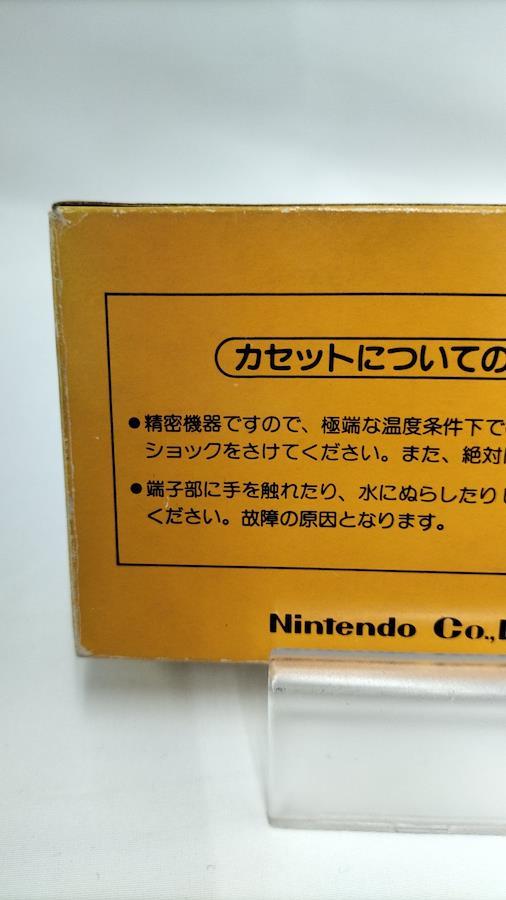 カセットについての
●精密機器ですので、極端な温度条件下で
ショックをさけてください。また、絶対
●端子部に手を触れたり、水にぬらしたり
ください。故障の原因となります。
Nintendo Co.,